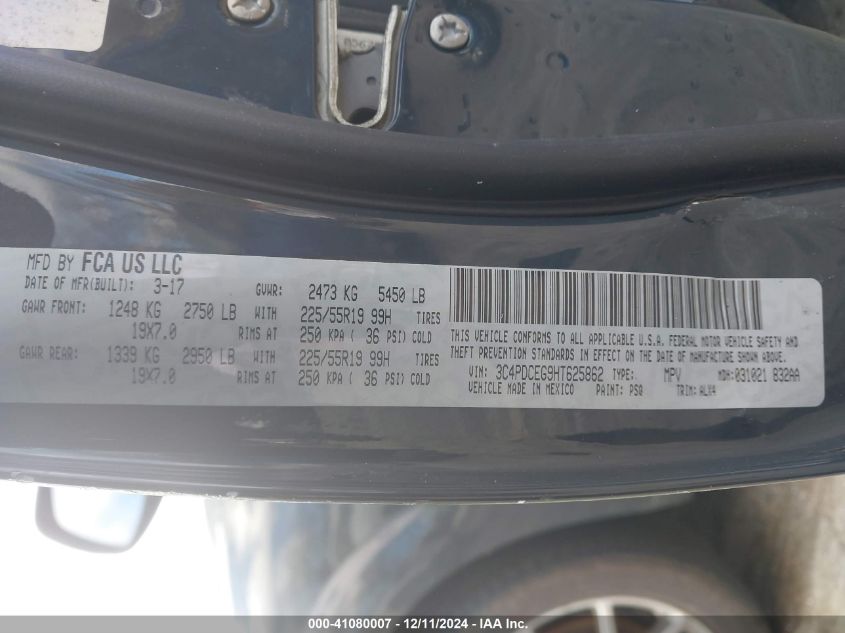 MFD BY FCA US LLC
DATE OF MFR(BUILT): 3-17 GVWR: 2473 KG 5450 LB
GAWR FRONT: 1248 KG 2750 LB WITH 225/55R19 99H TIRES
19X7.0 RIMS AT 250 KPA ( 36 PSI) COLD
GAWR REAR: 1339 KG 2950 LB WITH 225/55R19 99H TIRES
19X7.0 RIMS AT 250 KPA ( 36 PSI) COLD
THIS VEHICLE CONFORMS TO ALL APPLICABLE U.S.A. FEDERAL MOTOR VEHICLE SAFETY AND
THEFT PREVENTION STANDARDS IN EFFECT ON THE DATE OF MANUFACTURE SHOWN ABOVE.
VIN: 3C4PDCEG9HT625862 TYPE: MPV MDH: 031021 B32AA
VEHICLE MADE IN MEXICO PAINT: PSQ TRIM: ALX9
000-41080007 - 12/11/2024 - IAA Inc.